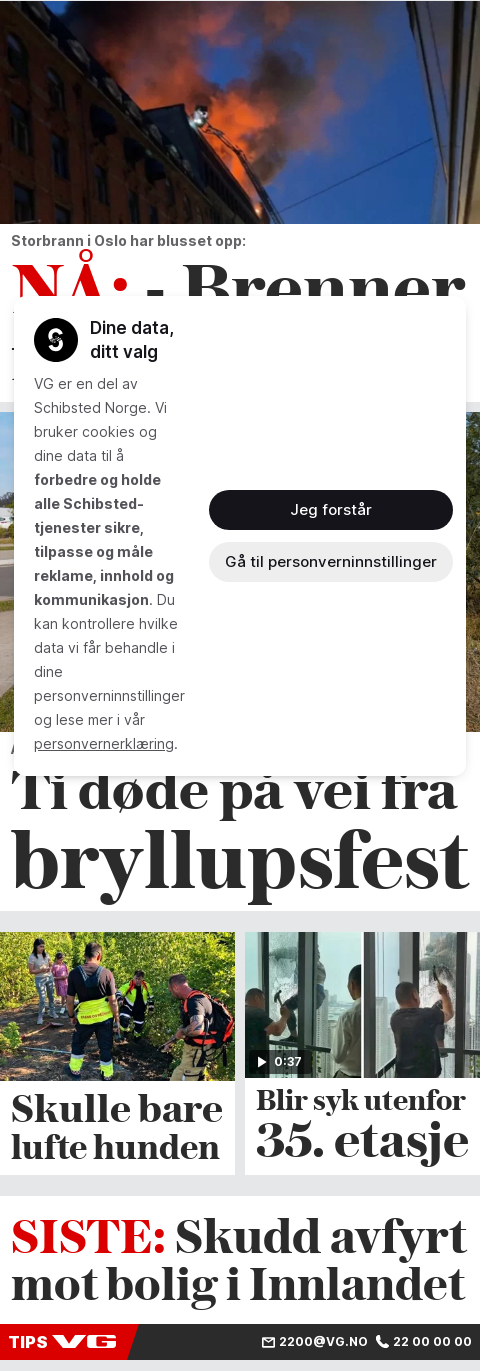 Storbrann i Oslo har blusset opp:
NÅ: - Brenner
Dine data,
ditt valg
VG er en del av
Schibsted Norge. Vi
bruker cookies og
dine data til å
forbedre og holde
alle Schibsted-
tjenester sikre,
tilpasse og måle
reklame, innhold og
kommunikasjon. Du
kan kontrollere hvilke
data vi får behandle i
dine
personverninnstillinger
og lese mer i vår
personvernerklæring.
Jeg forstår
Gå til personverninnstillinger
Ti døde på vei fra
bryllupsfest
0:37
Skulle bare
lufte hunden
Blir syk utenfor
35. etasje
SISTE: Skudd avfyrt
mot bolig i Innlandet
TIPS VG
2200@VG.NO
22 00 00 00